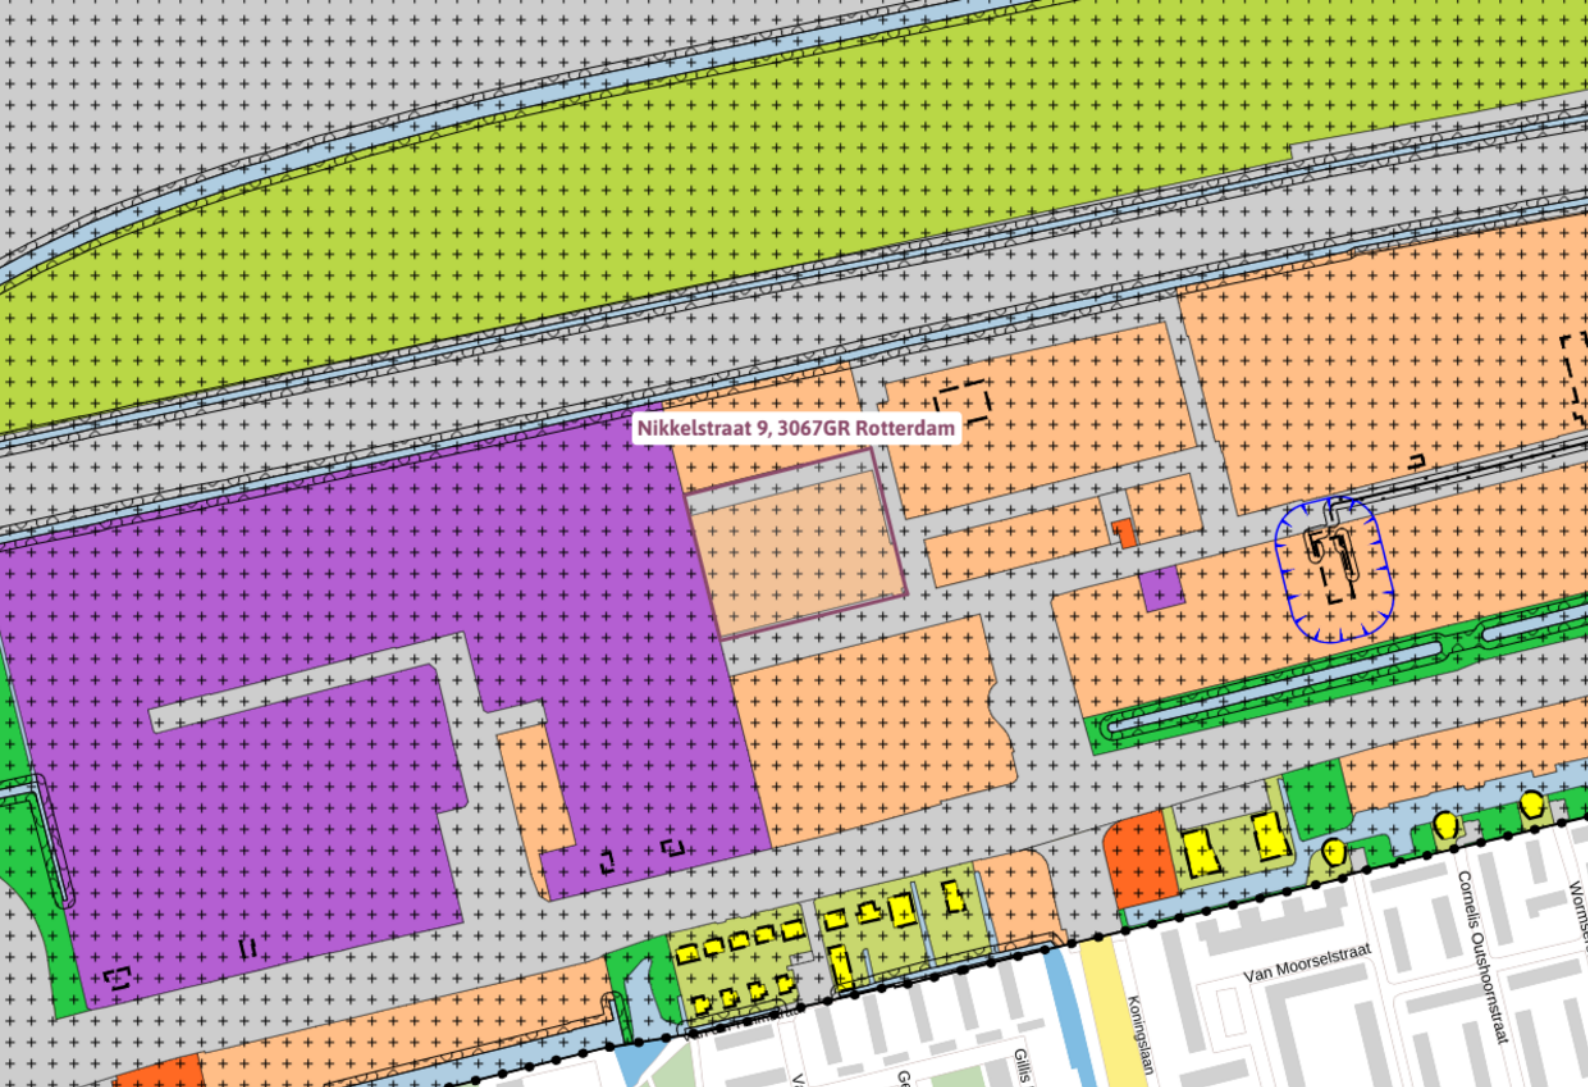 Nikkelstraat 9, 3067GR Rotterdam
Van Moorselstraat
Cornelis Outshoornstraat
Koningslaan
Gillis